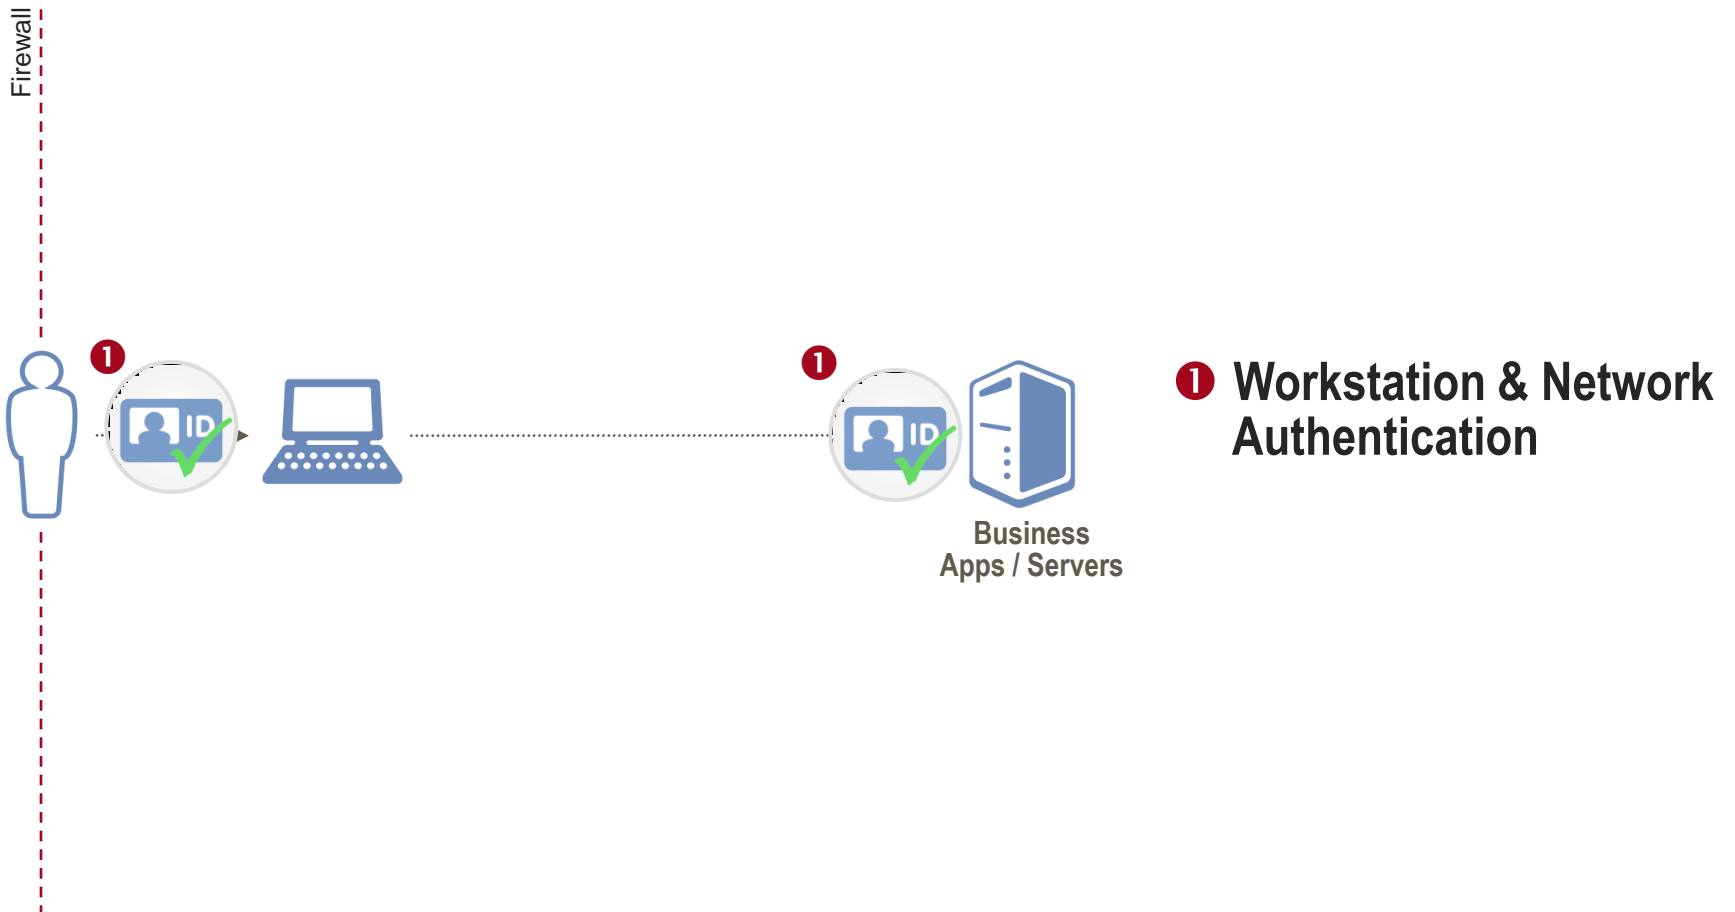 Firewall
1
ID
1
ID
Business
Apps / Servers
1 Workstation & Network
Authentication